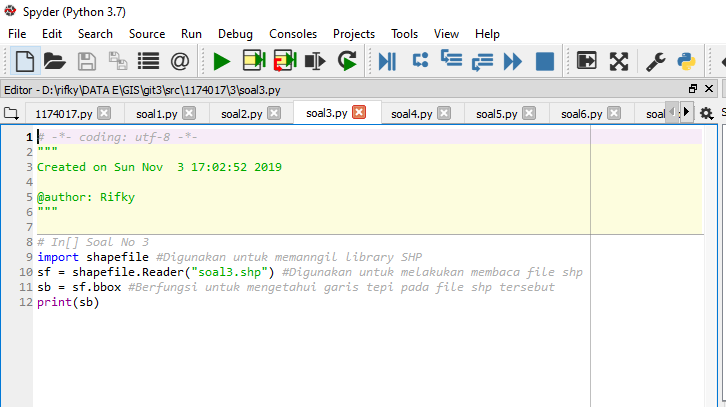 Spyder (Python 3.7)
File Edit Search Source Run Debug Consoles Projects Tools View Help
Editor - D:\rifky\DATA E\GIS\git3\src\1174017\3\soal3.py
1174017.py soal1.py soal2.py soal3.py soal4.py soal5.py soal6.py soal
1 # -*- coding: utf-8 -*-
2 """
3 Created on Sun Nov  3 17:02:52 2019
4
5 @author: Rifky
6 """
7
8 # In[] Soal No 3
9 import shapefile #Digunakan untuk memanngil library SHP
10 sf = shapefile.Reader("soal3.shp") #Digunakan untuk melakukan membaca file shp
11 sb = sf.bbox #Berfungsi untuk mengetahui garis tepi pada file shp tersebut
12 print(sb)